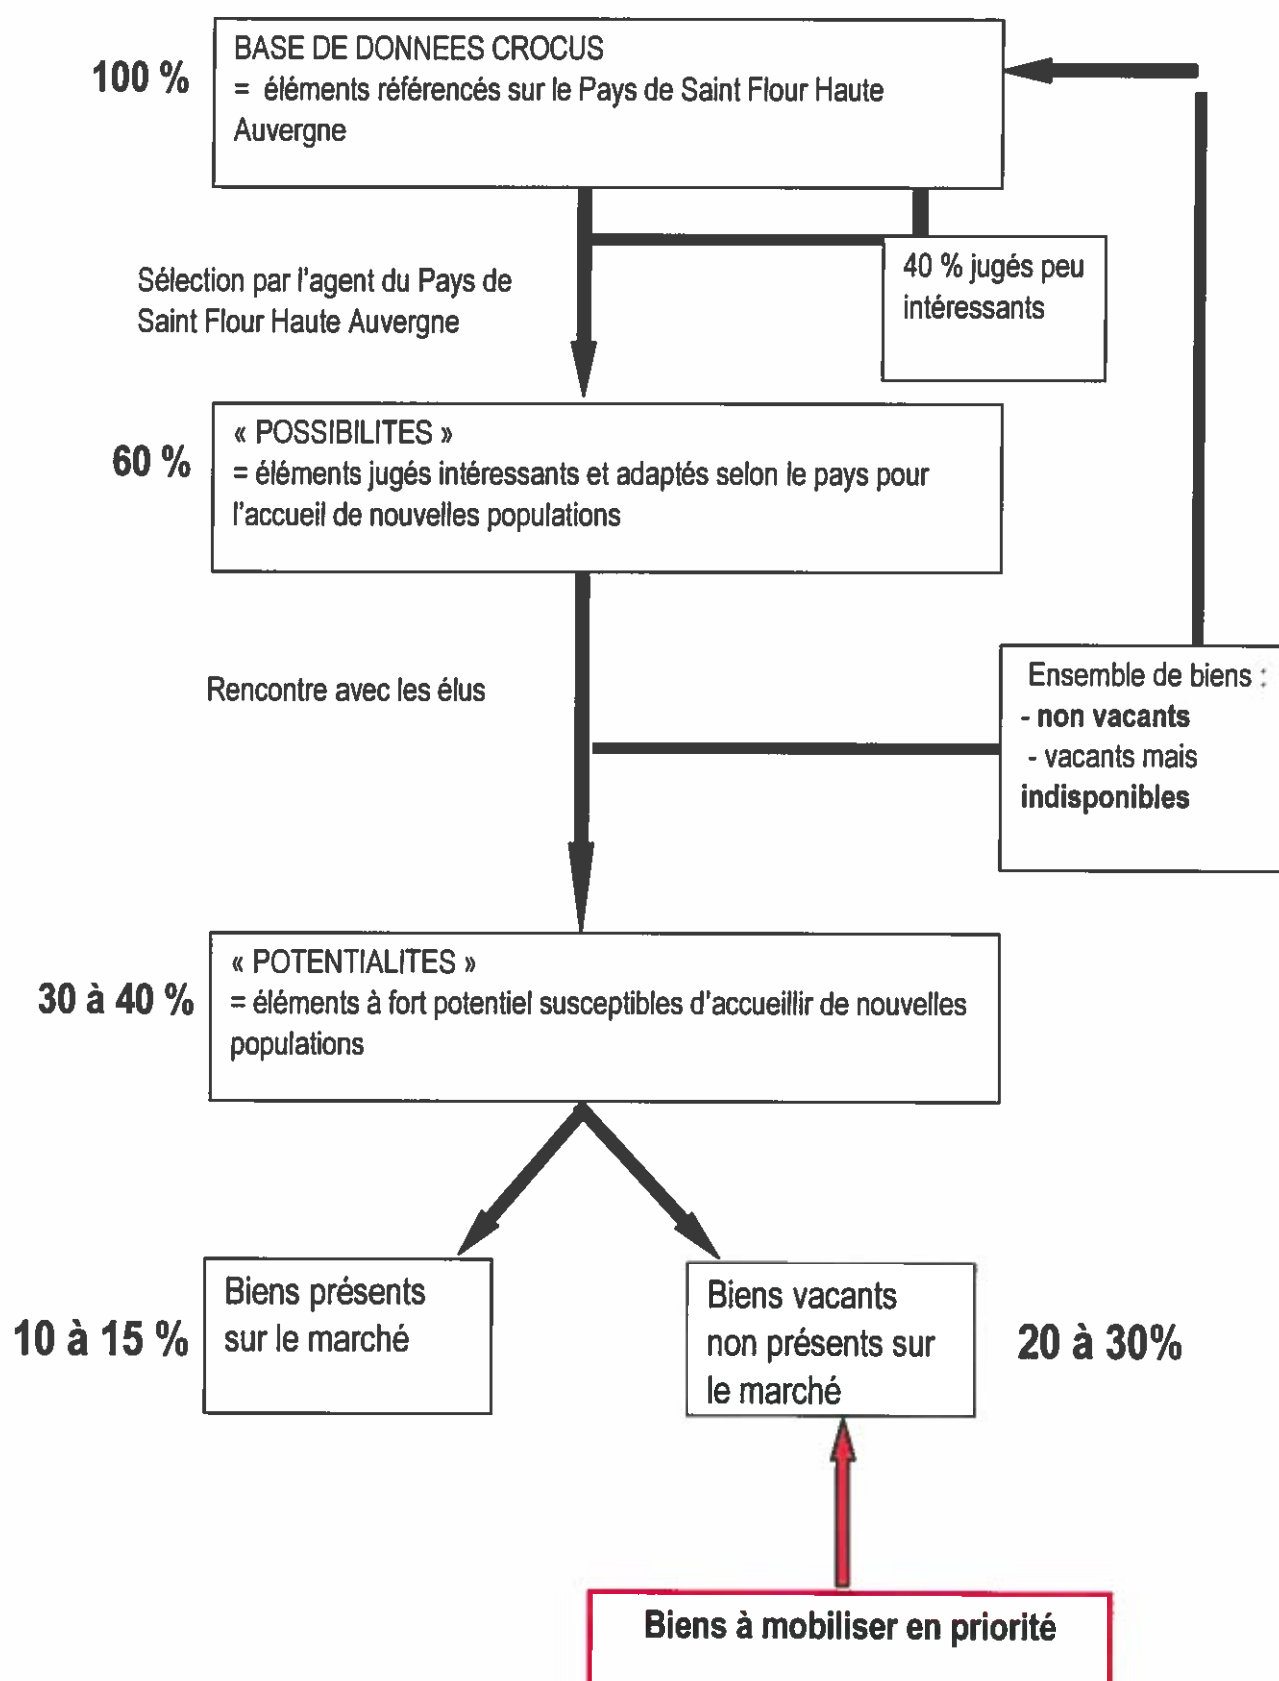 BASE DE DONNEES CROCUS
100 %
= éléments référencés sur le Pays de Saint Flour Haute
Auvergne
40 % jugés peu
intéressants
Sélection par l'agent du Pays de
Saint Flour Haute Auvergne
« POSSIBILITES »
60 %
= éléments jugés intéressants et adaptés selon le pays pour
l'accueil de nouvelles populations
Rencontre avec les élus
Ensemble de biens :
- non vacants
- vacants mais
indisponibles
« POTENTIALITES »
30 à 40 %
= éléments à fort potentiel susceptibles d'accueillir de nouvelles
populations
Biens présents
sur le marché
10 à 15 %
Biens vacants
non présents sur
le marché
20 à 30%
Biens à mobiliser en priorité